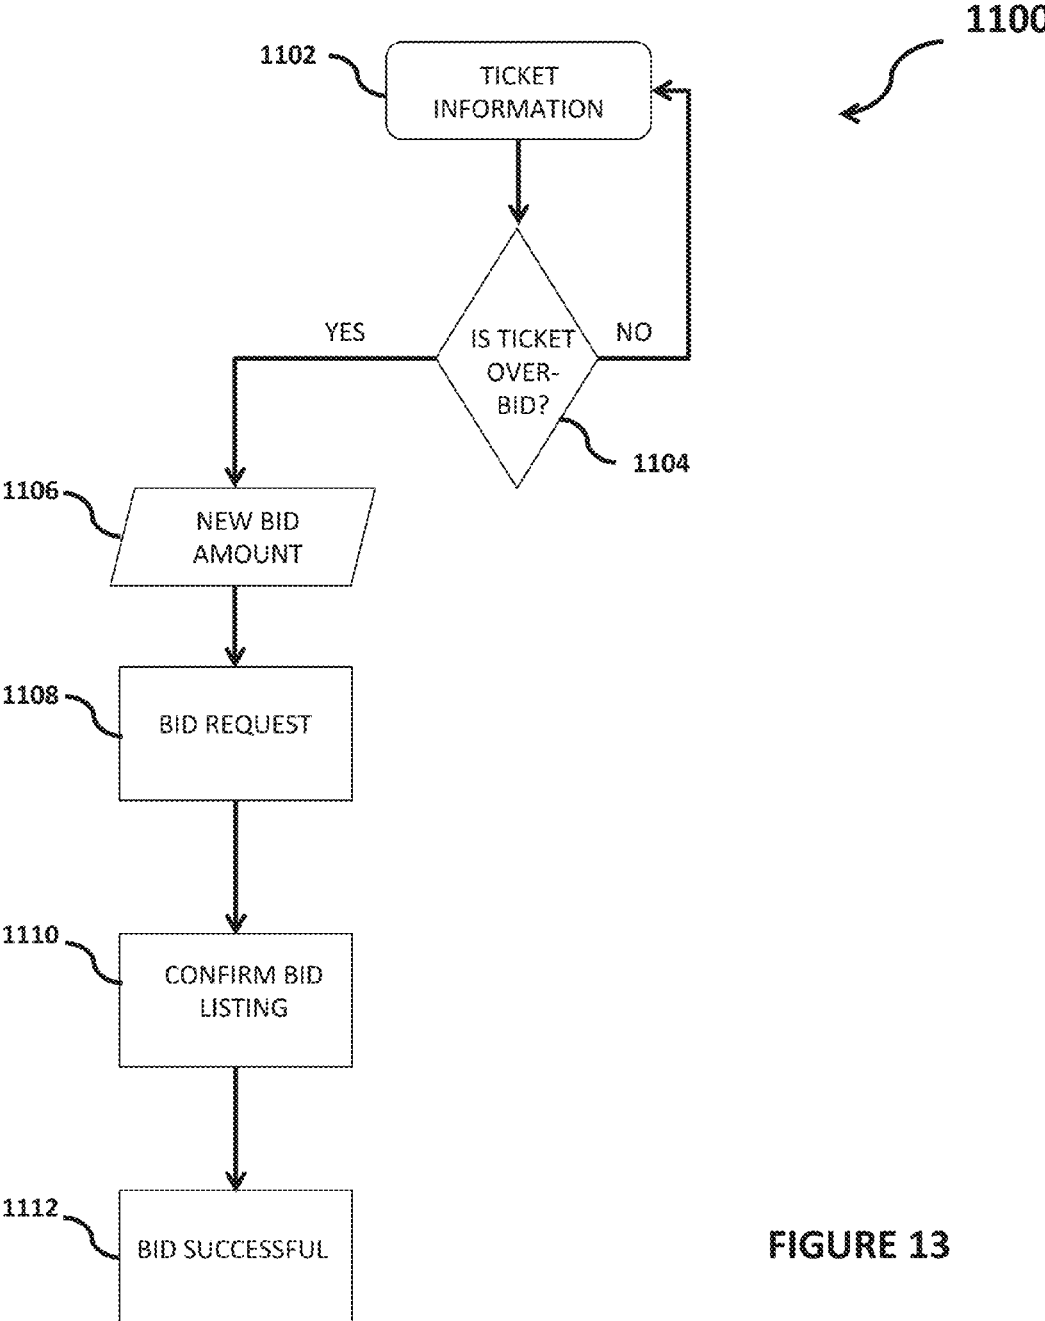 1100
1102
TICKET
INFORMATION
YES
IS TICKET
OVER-
BID?
NO
1104
1106
NEW BID
AMOUNT
1108
BID REQUEST
1110
CONFIRM BID
LISTING
1112
BID SUCCESSFUL
FIGURE 13